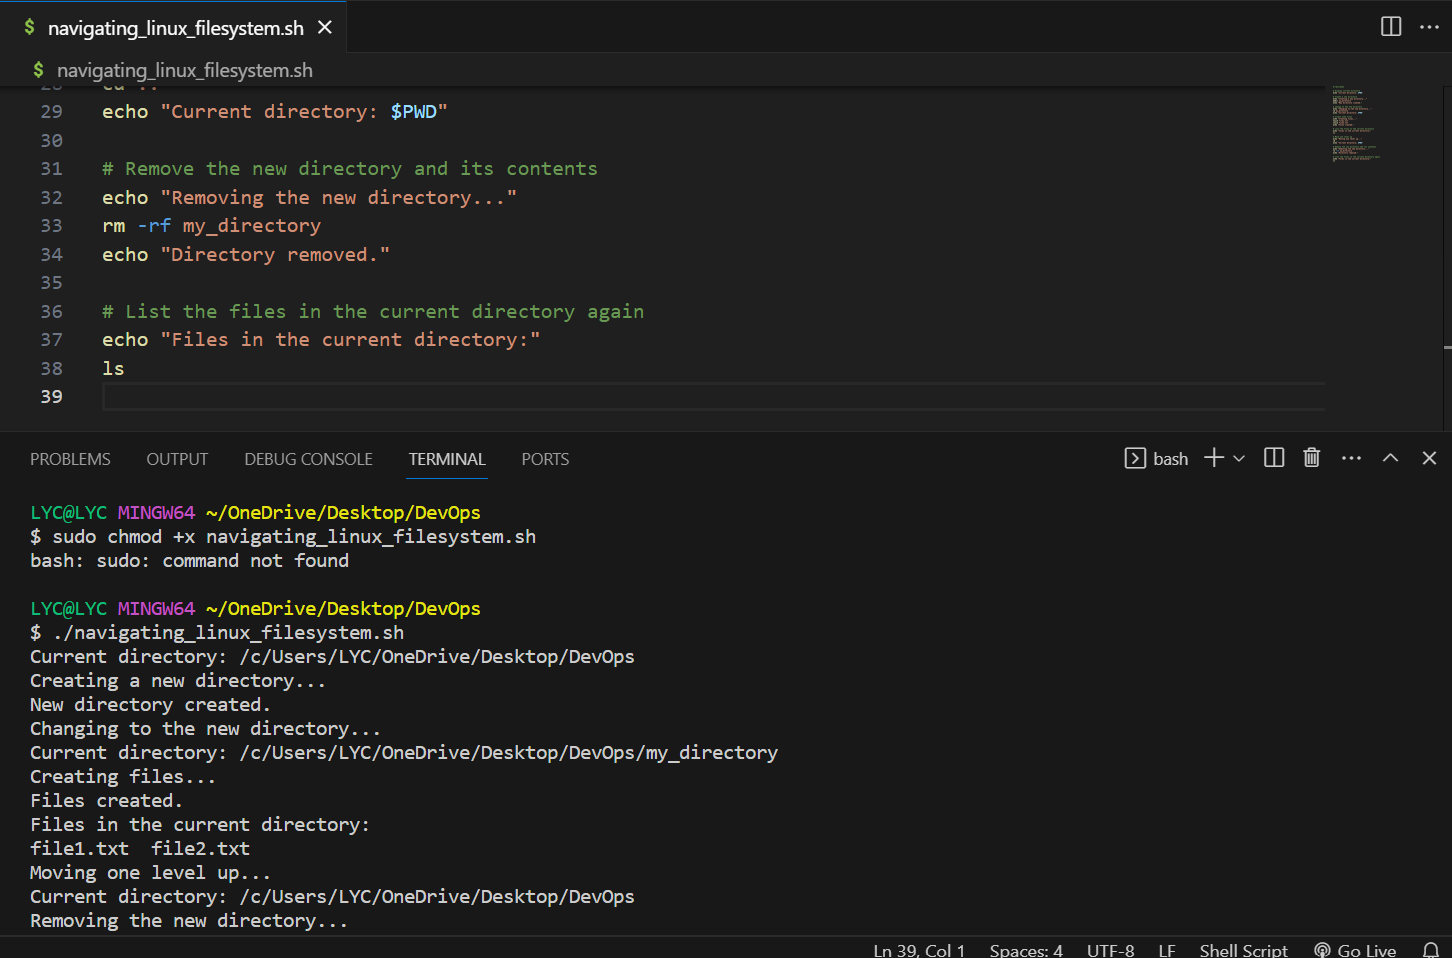 $ navigating_linux_filesystem.sh
$ navigating_linux_filesystem.sh
28 cd ..
29 echo "Current directory: $PWD"
30
31 # Remove the new directory and its contents
32 echo "Removing the new directory..."
33 rm -rf my_directory
34 echo "Directory removed."
35
36 # List the files in the current directory again
37 echo "Files in the current directory:"
38 ls
39
PROBLEMS OUTPUT DEBUG CONSOLE TERMINAL PORTS bash
LYC@LYC MINGW64 ~/OneDrive/Desktop/DevOps
$ sudo chmod +x navigating_linux_filesystem.sh
bash: sudo: command not found
LYC@LYC MINGW64 ~/OneDrive/Desktop/DevOps
$ ./navigating_linux_filesystem.sh
Current directory: /c/Users/LYC/OneDrive/Desktop/DevOps
Creating a new directory...
New directory created.
Changing to the new directory...
Current directory: /c/Users/LYC/OneDrive/Desktop/DevOps/my_directory
Creating files...
Files created.
Files in the current directory:
file1.txt  file2.txt
Moving one level up...
Current directory: /c/Users/LYC/OneDrive/Desktop/DevOps
Removing the new directory...
Ln 39, Col 1 Spaces: 4 UTF-8 LF Shell Script Go Live